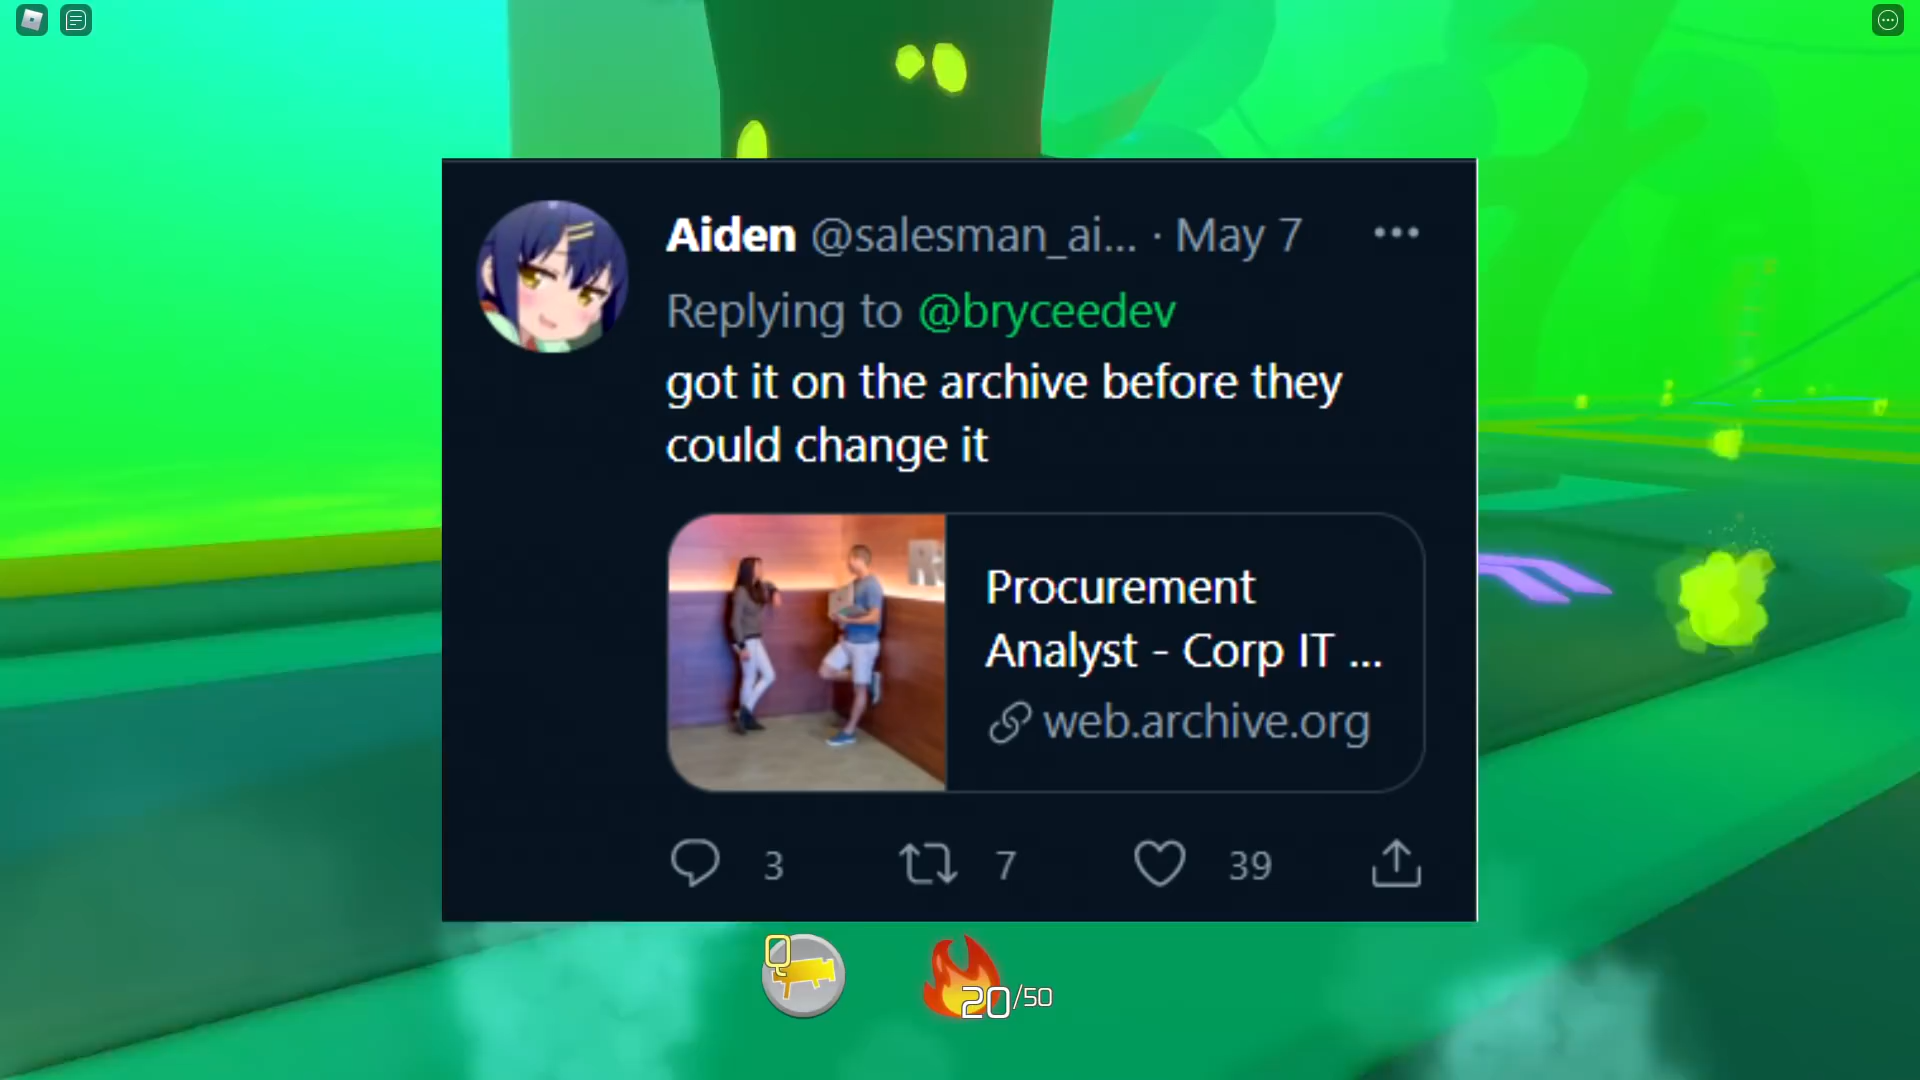 Aiden @salesman_ai... · May 7
Replying to @bryceedev
got it on the archive before they
could change it
Procurement
Analyst - Corp IT ...
web.archive.org
3 7 39
Q
20/50